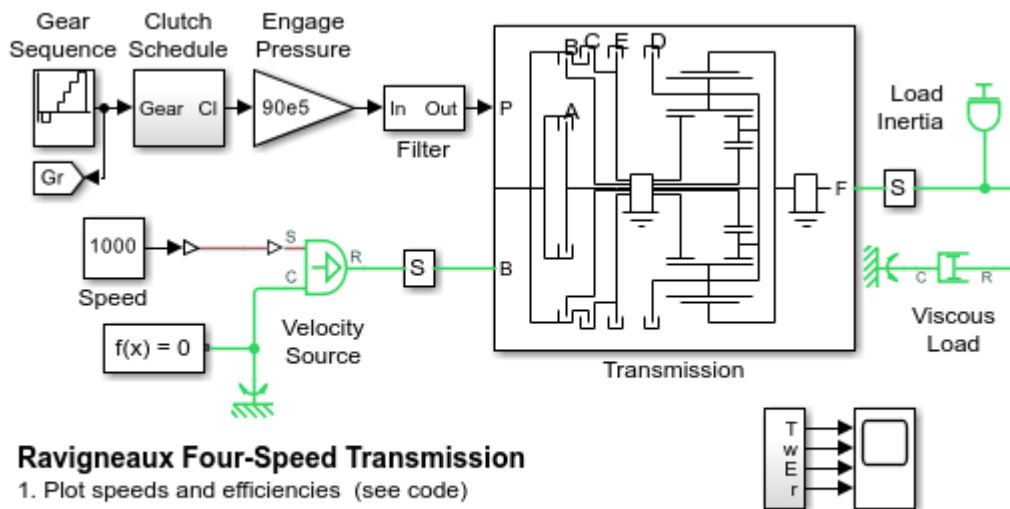 Gear
Sequence
Clutch
Schedule
Engage
Pressure
Gear Cl
90e5
In Out
Filter
Gr
P
B C E D
A
F
S
Load
Inertia
1000
Speed
S
C
R
Velocity
Source
S
B
f(x) = 0
Transmission
C R
Viscous
Load
Ravigneaux Four-Speed Transmission
1. Plot speeds and efficiencies (see code)
T
w
E
r